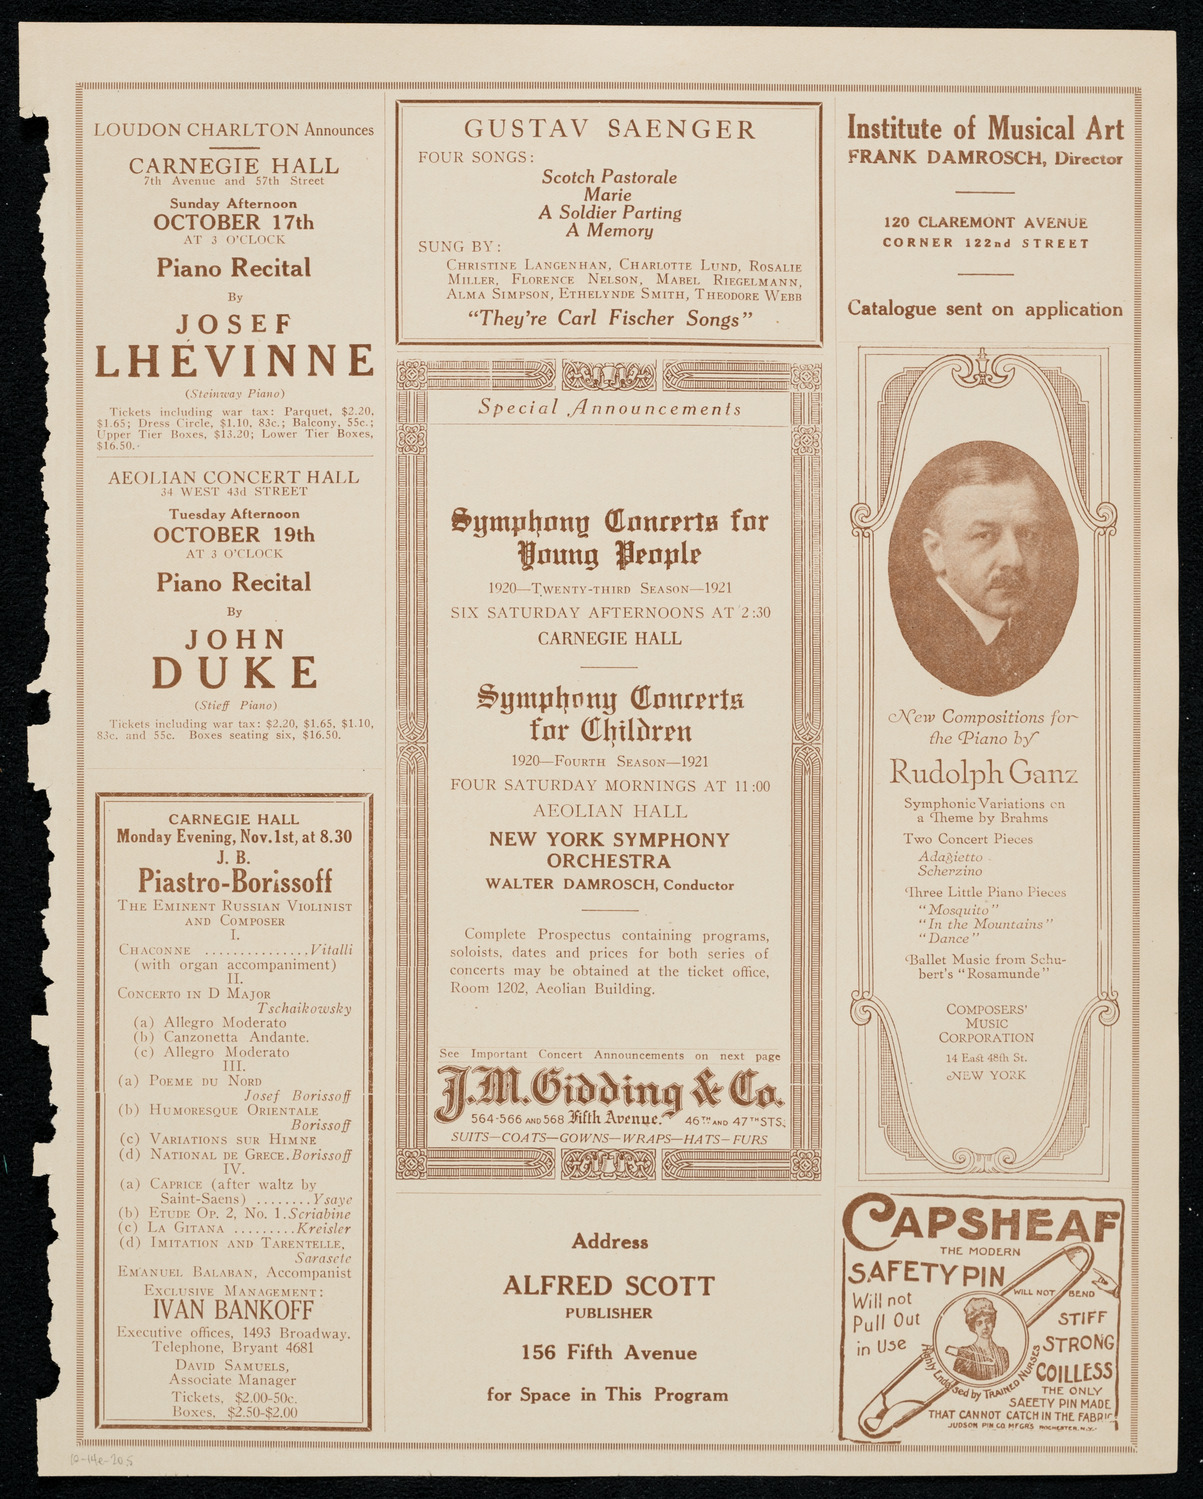 LOUDON CHARLTON Announces
CARNEGIE HALL
7th Avenue and 57th Street
Sunday Afternoon
OCTOBER 17th
AT 3 O'CLOCK
Piano Recital
By
JOSEF
LHÉVINNE
(Steinway Piano)
Tickets including war tax: Parquet, $2.20,
$1.65; Dress Circle, $1.10, 83c.; Balcony, 55c.;
Upper Tier Boxes, $13.20; Lower Tier Boxes,
$16.50.
AEOLIAN CONCERT HALL
34 WEST 43d STREET
Tuesday Afternoon
OCTOBER 19th
AT 3 O'CLOCK
Piano Recital
By
JOHN
DUKE
(Stieff Piano)
Tickets including war tax: $2.20, $1.65, $1.10,
83c. and 55c. Boxes seating six, $16.50.
CARNEGIE HALL
Monday Evening, Nov. 1st, at 8.30
J. B.
Piastro-Borissoff
THE EMINENT RUSSIAN VIOLINIST
AND COMPOSER
I.
CHACONNE ...............Vitalli
(with organ accompaniment)
II.
CONCERTO IN D MAJOR
Tschaikowsky
(a) Allegro Moderato
(b) Canzonetta Andante.
(c) Allegro Moderato
III.
(a) POEME DU NORD
Josef Borissoff
(b) HUMORESQUE ORIENTALE
Borissoff
(c) VARIATIONS SUR HIMNE
(d) NATIONAL DE GRECE.Borissoff
IV.
(a) CAPRICE (after waltz by
Saint-Saens) ........Ysaye
(b) ETUDE OP. 2, NO. 1.Scriabine
(c) LA GITANA .........Kreisler
(d) IMITATION AND TARENTELLE,
Sarasete
EMANUEL BALABAN, Accompanist
EXCLUSIVE MANAGEMENT:
IVAN BANKOFF
Executive offices, 1493 Broadway.
Telephone, Bryant 4681
DAVID SAMUELS,
Associate Manager
Tickets, $2.00-50c.
Boxes, $2.50-$2.00
GUSTAV SAENGER
FOUR SONGS:
Scotch Pastorale
Marie
A Soldier Parting
A Memory
SUNG BY:
CHRISTINE LANGENHAN, CHARLOTTE LUND, ROSALIE
MILLER, FLORENCE NELSON, MABEL RIEGELMANN,
ALMA SIMPSON, ETHELYNDE SMITH, THEODORE WEBB
"They're Carl Fischer Songs"
Special Announcements
Symphony Concerts for
Young People
1920—TWENTY-THIRD SEASON—1921
SIX SATURDAY AFTERNOONS AT 2:30
CARNEGIE HALL
Symphony Concerts
for Children
1920—FOURTH SEASON—1921
FOUR SATURDAY MORNINGS AT 11:00
AEOLIAN HALL
NEW YORK SYMPHONY
ORCHESTRA
WALTER DAMROSCH, Conductor
Complete Prospectus containing programs,
soloists, dates and prices for both series of
concerts may be obtained at the ticket office,
Room 1202, Aeolian Building.
See Important Concert Announcements on next page
J.M. Gidding & Co.
564-566 AND 568 Fifth Avenue. 46TH AND 47TH STS.
SUITS—COATS—GOWNS—WRAPS—HATS—FURS
Address
ALFRED SCOTT
PUBLISHER
156 Fifth Avenue
for Space in This Program
Institute of Musical Art
FRANK DAMROSCH, Director
120 CLAREMONT AVENUE
CORNER 122nd STREET
Catalogue sent on application
New Compositions for
the Piano by
Rudolph Ganz
Symphonic Variations on
a Theme by Brahms
Two Concert Pieces
Adagietto
Scherzino
Three Little Piano Pieces
"Mosquito"
"In the Mountains"
"Dance"
Ballet Music from Schu-
bert's "Rosamunde"
COMPOSERS'
MUSIC
CORPORATION
14 East 48th St.
NEW YORK
CAPSHEAF
THE MODERN
SAFETY PIN
WILL NOT BEND
Will not
Pull Out
in Use
STIFF
STRONG
COILLESS
Highly Endorsed by TRAINED NURSES
THE ONLY
SAFETY PIN MADE
THAT CANNOT CATCH IN THE FABRIC
JUDSON PIN CO. MFGRS ROCHESTER, N.Y.
10-14e-20 S